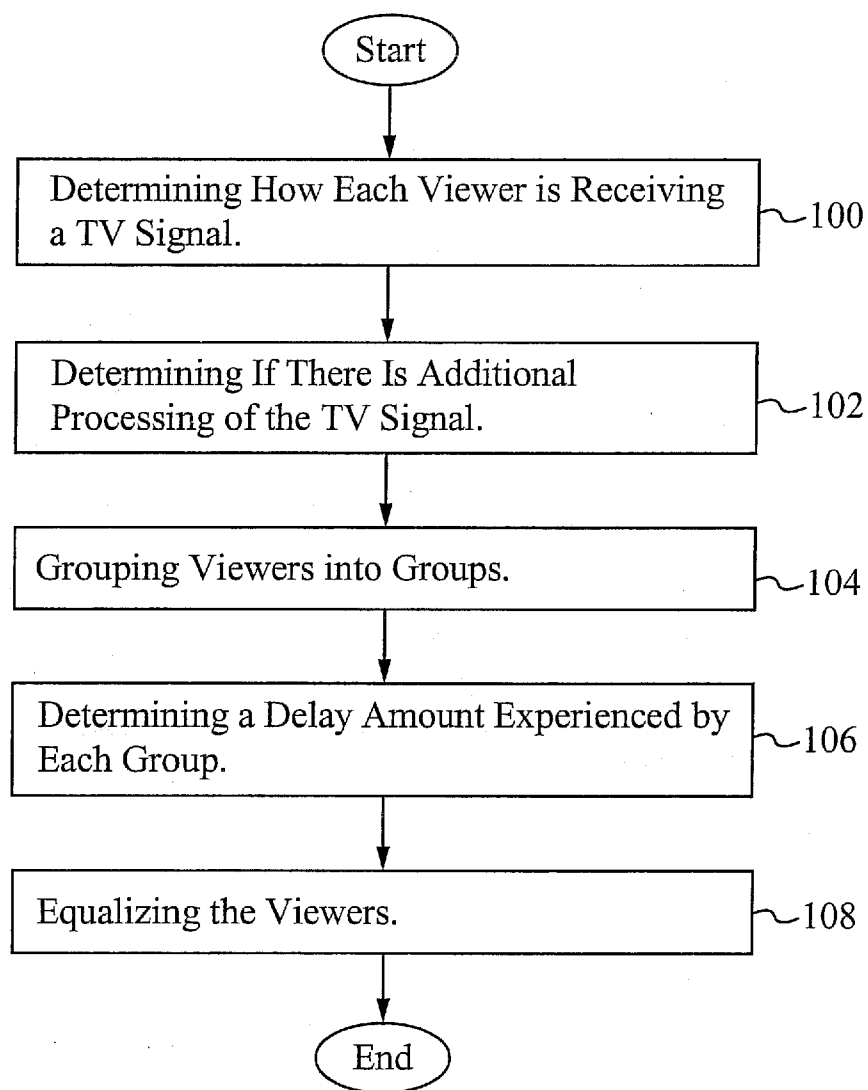 Start
Determining How Each Viewer is Receiving
a TV Signal.
100
Determining If There Is Additional
Processing of the TV Signal.
102
Grouping Viewers into Groups.
104
Determining a Delay Amount Experienced by
Each Group.
106
Equalizing the Viewers.
108
End